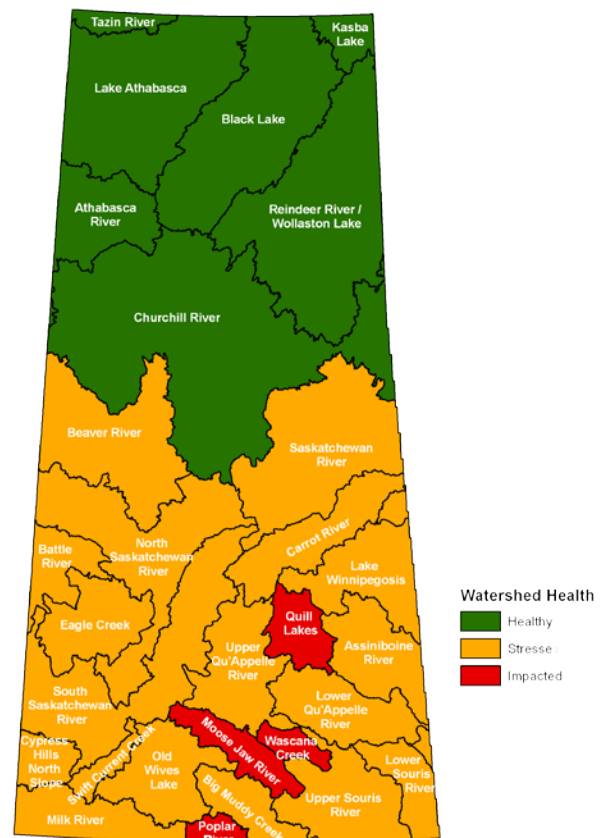 Tazin River
Kasba
Lake
Lake Athabasca
Black Lake
Athabasca
River
Reindeer River /
Wollaston Lake
Churchill River
Beaver River
Saskatchewan
River
Carrot River
North
Saskatchewan
River
Battle
River
Lake
Winnipegosis
Eagle Creek
Quill
Lakes
Upper
Qu'Appelle
River
Assiniboine
River
South
Saskatchewan
River
Lower
Qu'Appelle
River
Cypress
Hills
North
Slope
Swift Current Creek
Old
Wives
Lake
Moose Jaw River
Wascana
Creek
Lower
Souris
River
Big Muddy Creek
Upper Souris
River
Milk River
Poplar
River
Watershed Health
Healthy
Stresse
Impacted